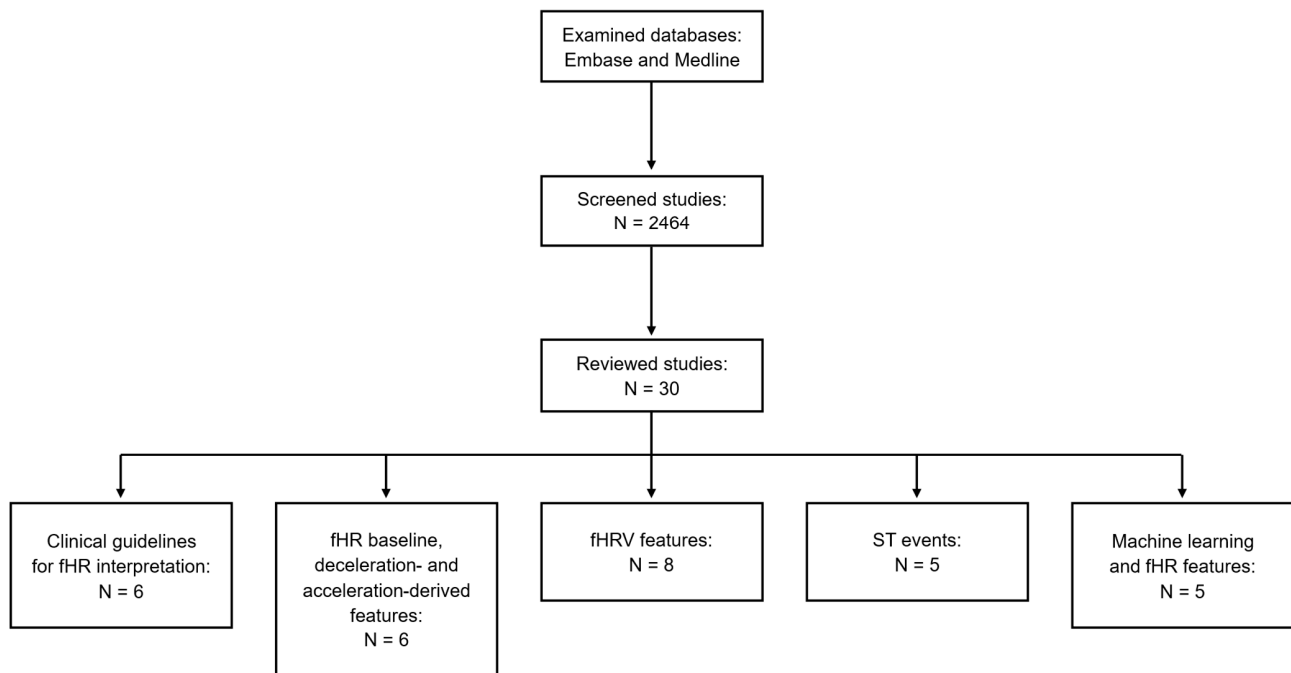 Examined databases:
Embase and Medline
Screened studies:
N = 2464
Reviewed studies:
N = 30
Clinical guidelines
for fHR interpretation:
N = 6
fHR baseline,
deceleration- and
acceleration-derived
features:
N = 6
fHRV features:
N = 8
ST events:
N = 5
Machine learning
and fHR features:
N = 5